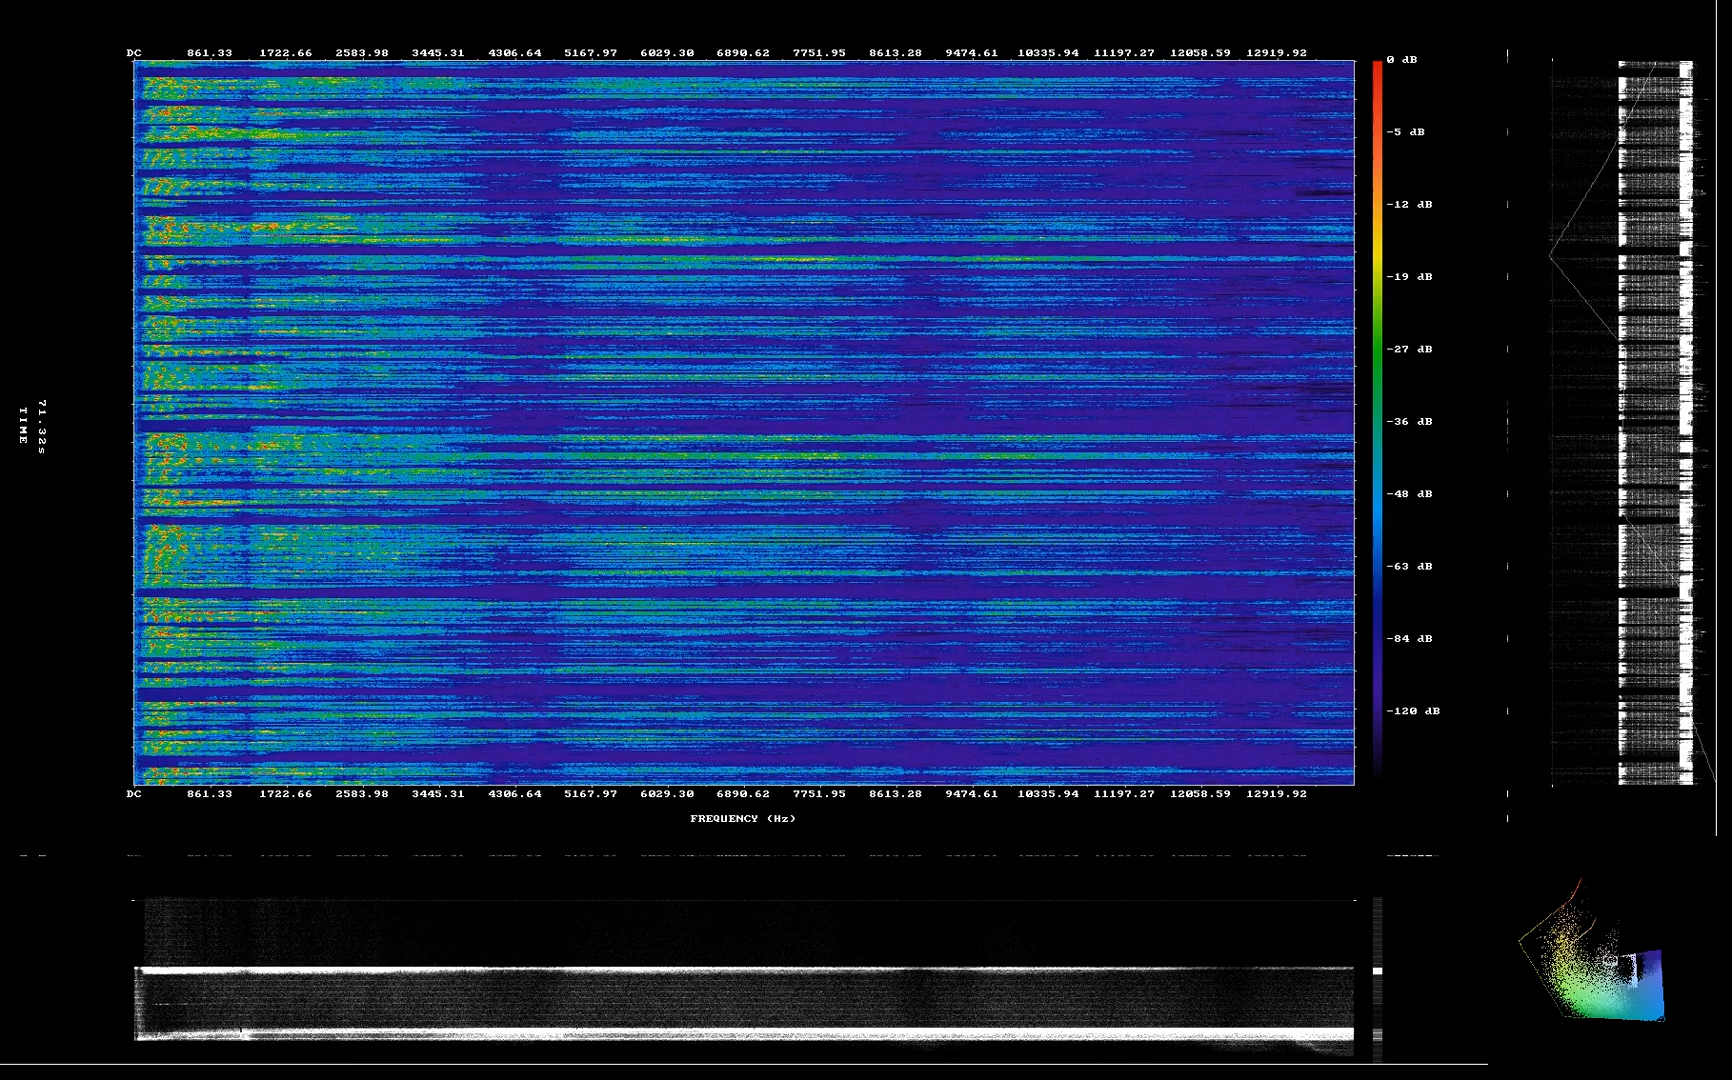 DC 861.33 1722.66 2583.98 3445.31 4306.64 5167.97 6029.30 6890.62 7751.95 8613.28 9474.61 10335.94 11197.27 12058.59 12919.92
0 dB
-5 dB
-12 dB
-19 dB
-27 dB
-36 dB
-48 dB
-63 dB
-84 dB
-120 dB
71.32s
TIME
DC 861.33 1722.66 2583.98 3445.31 4306.64 5167.97 6029.30 6890.62 7751.95 8613.28 9474.61 10335.94 11197.27 12058.59 12919.92
FREQUENCY (Hz)